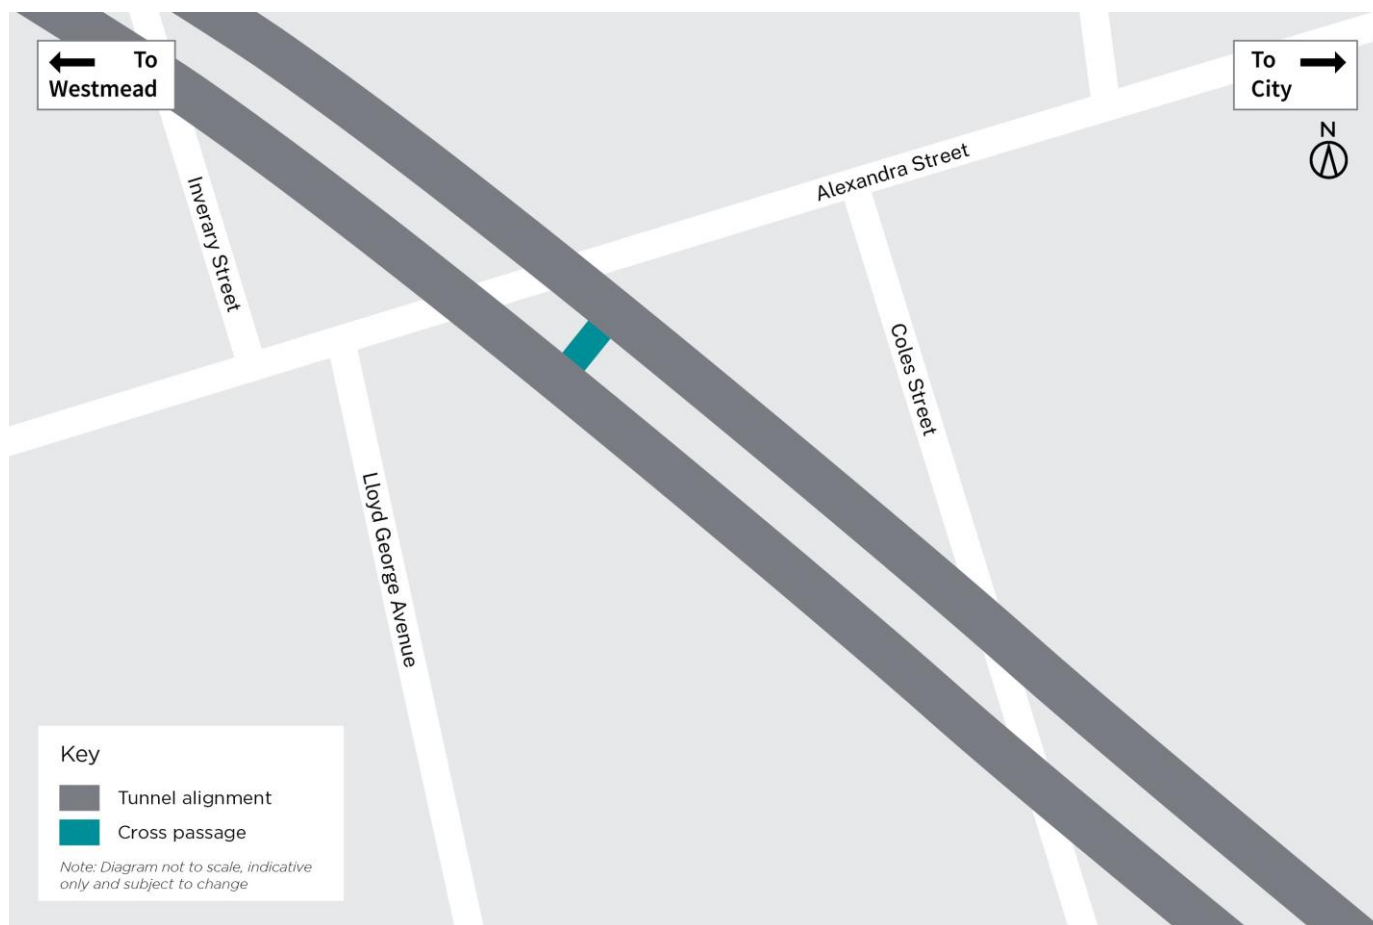 To
Westmead
To
City
N
Alexandra Street
Inverary Street
Coles Street
Lloyd George Avenue
Key
Tunnel alignment
Cross passage
Note: Diagram not to scale, indicative
only and subject to change